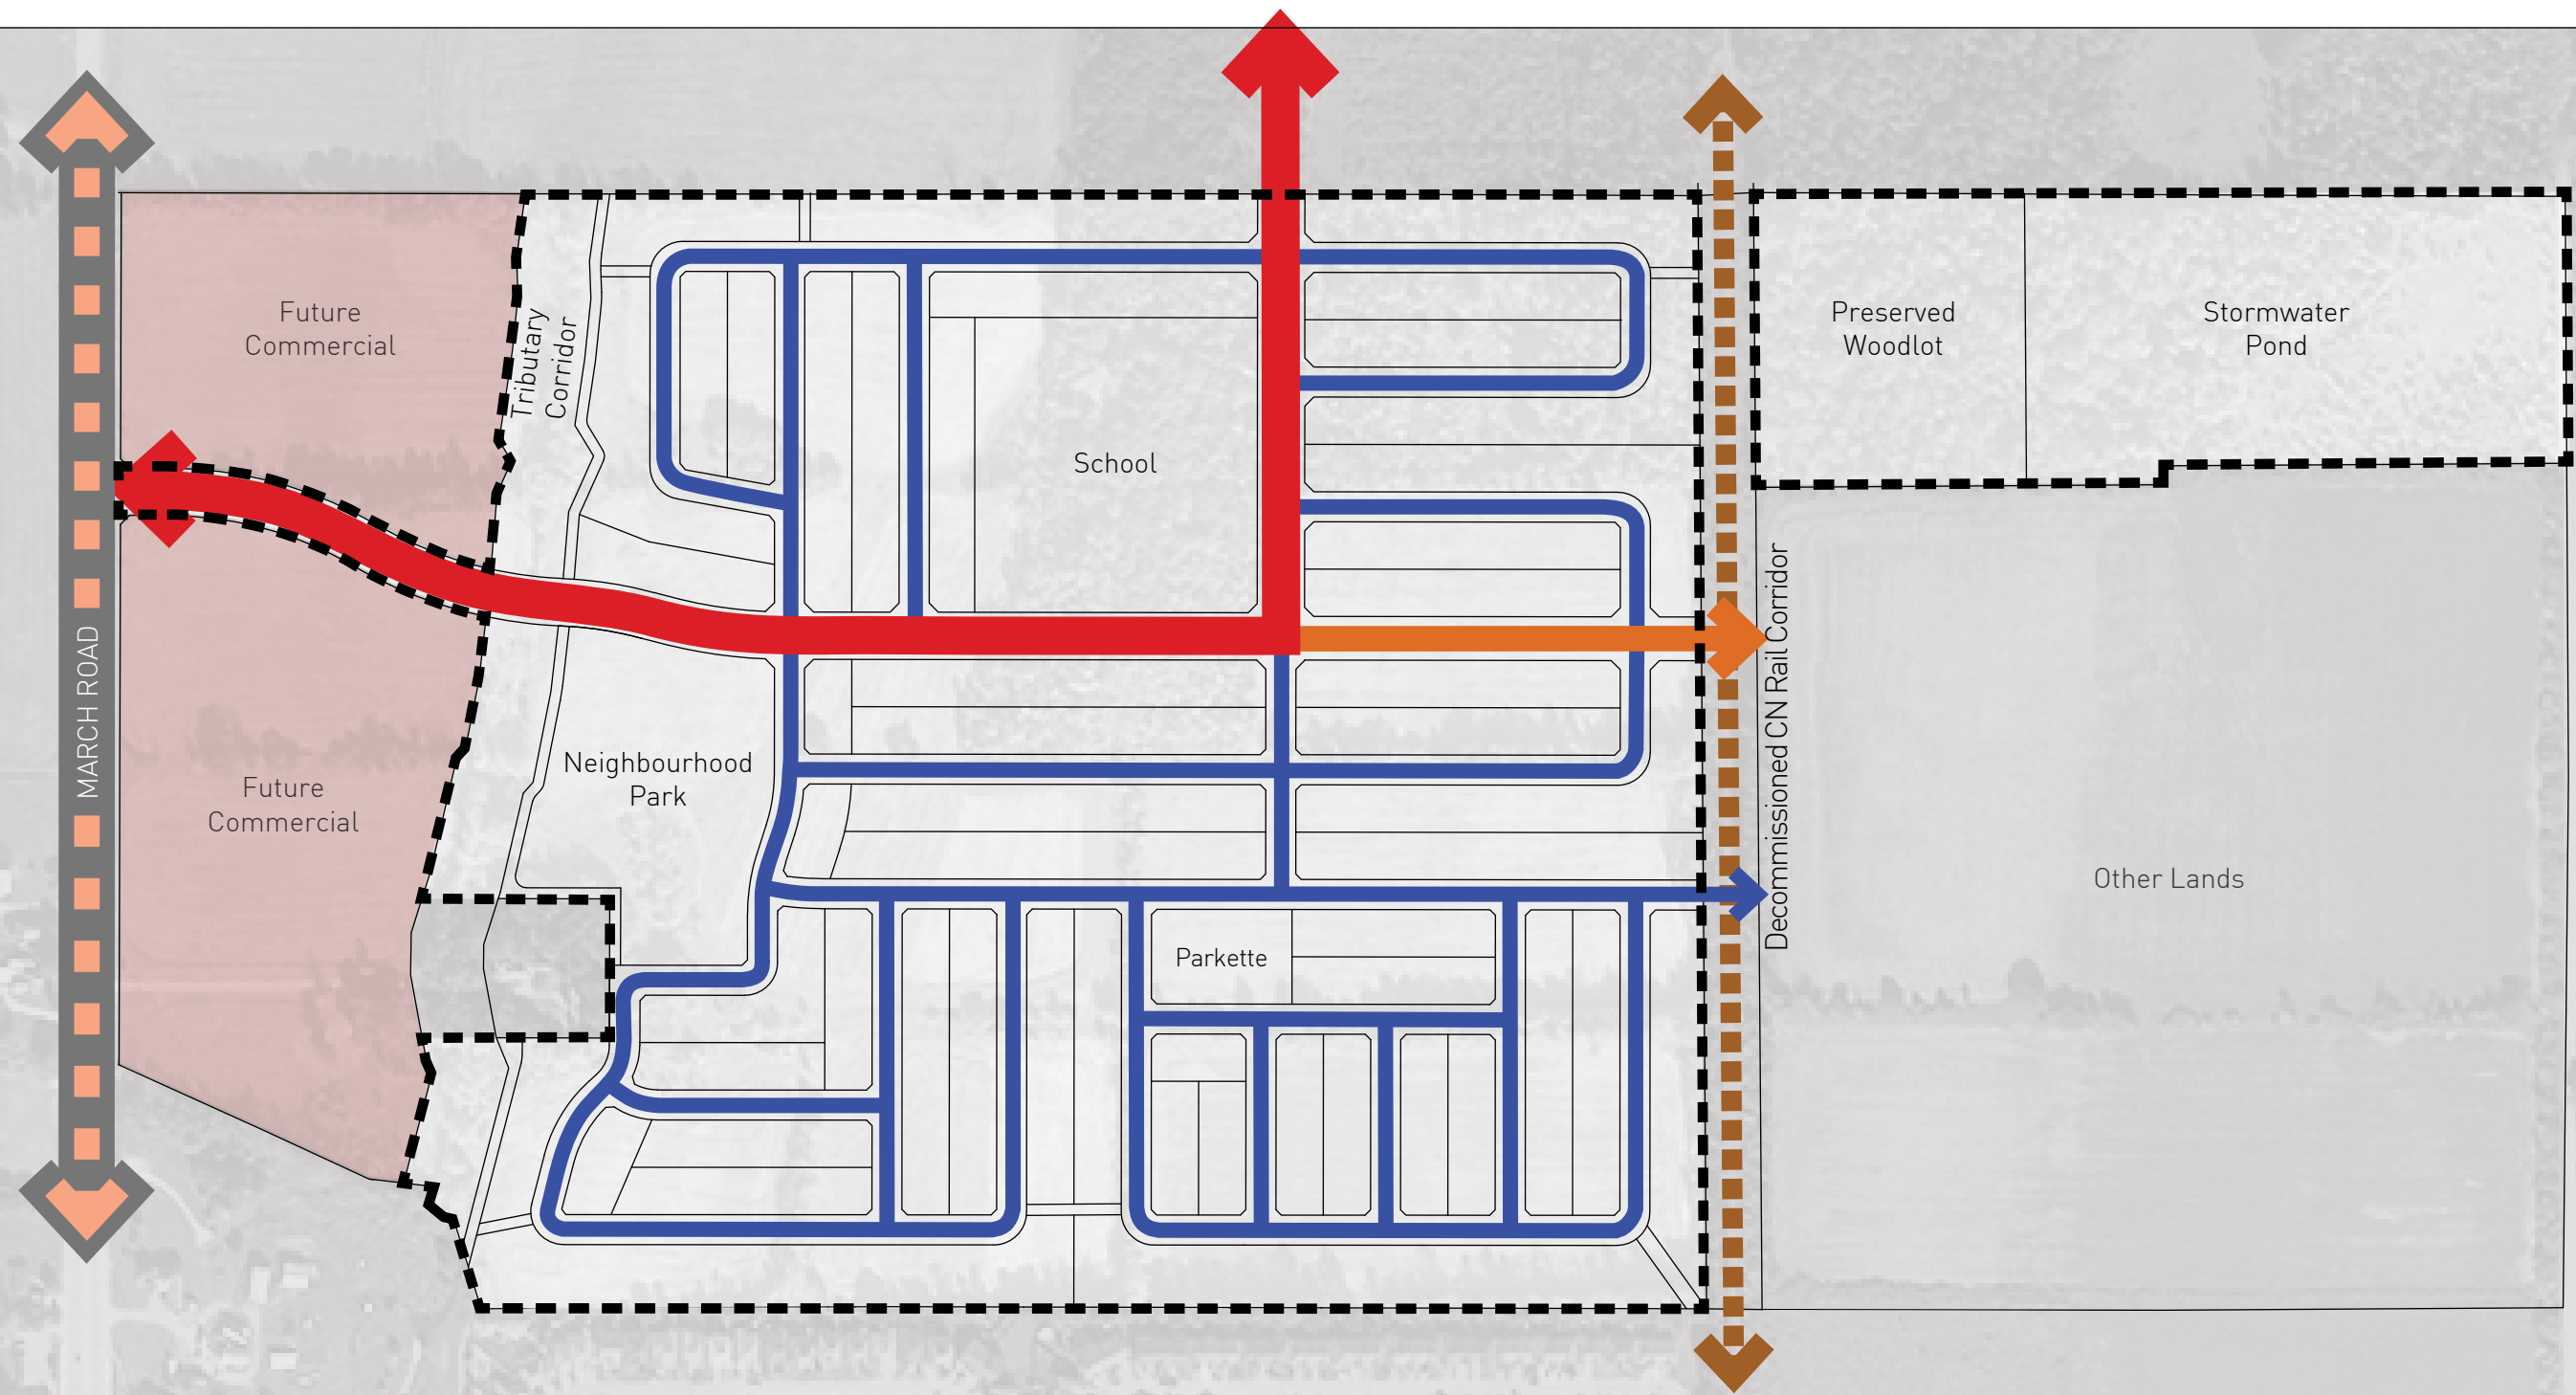 Future
Commercial
Tributary
Corridor
Preserved
Woodlot
Stormwater
Pond
School
MARCH ROAD
Neighbourhood
Park
Future
Commercial
Decommissioned CN Rail Corridor
Other Lands
Parkette